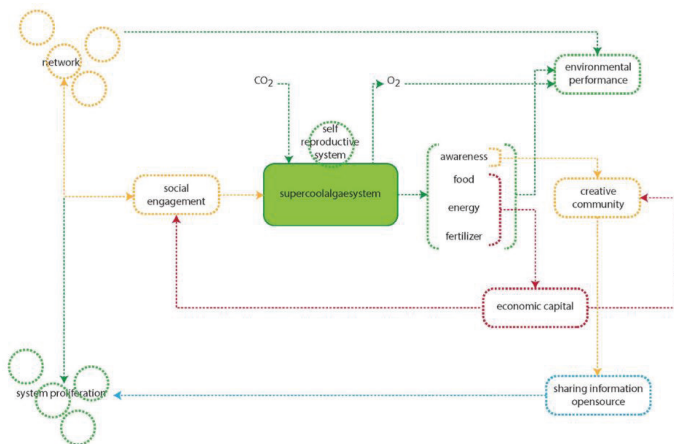 network
environmental
performance
CO2
O2
self
reproductive
system
awareness
food
social
engagement
supercoolalgaesystem
creative
community
energy
fertilizer
economic capital
system proliferation
sharing information
opensource